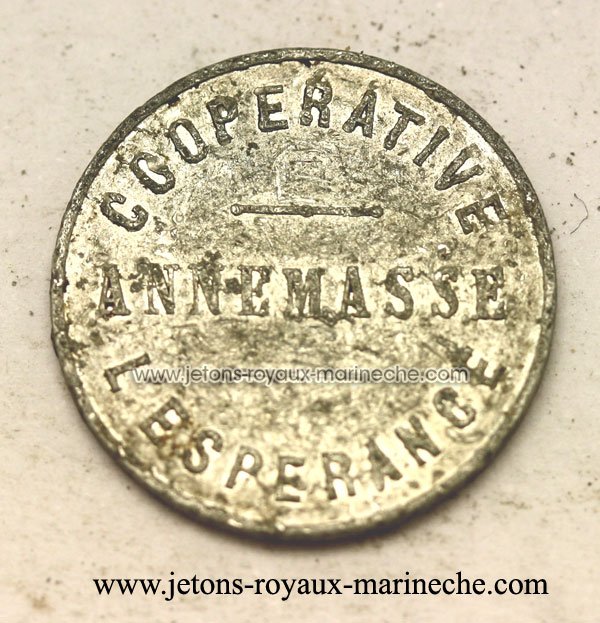 COOPERATIVE
ANNEMASSE
www.jetons-royaux-marineche.com
L ESPERANCE
www.jetons-royaux-marineche.com